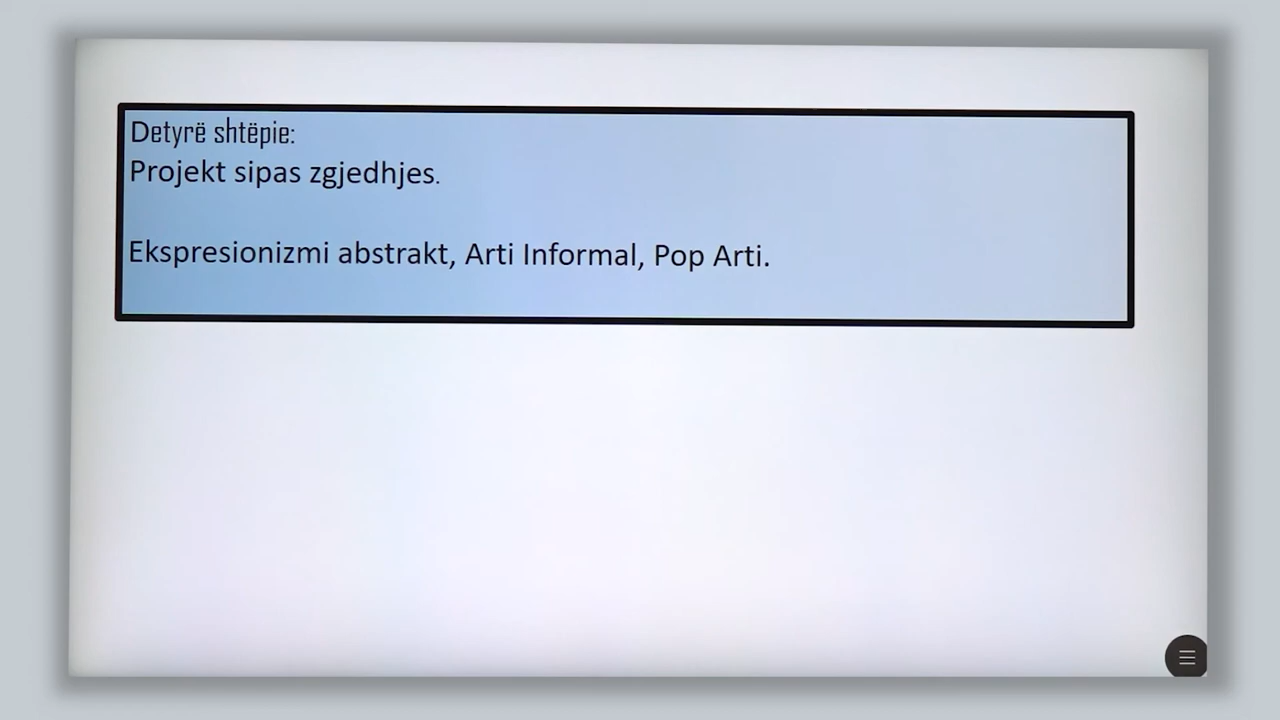 Detyrë shtëpie:
Projekt sipas zgjedhjes.
Ekspresionizmi abstrakt, Arti Informal, Pop Arti.